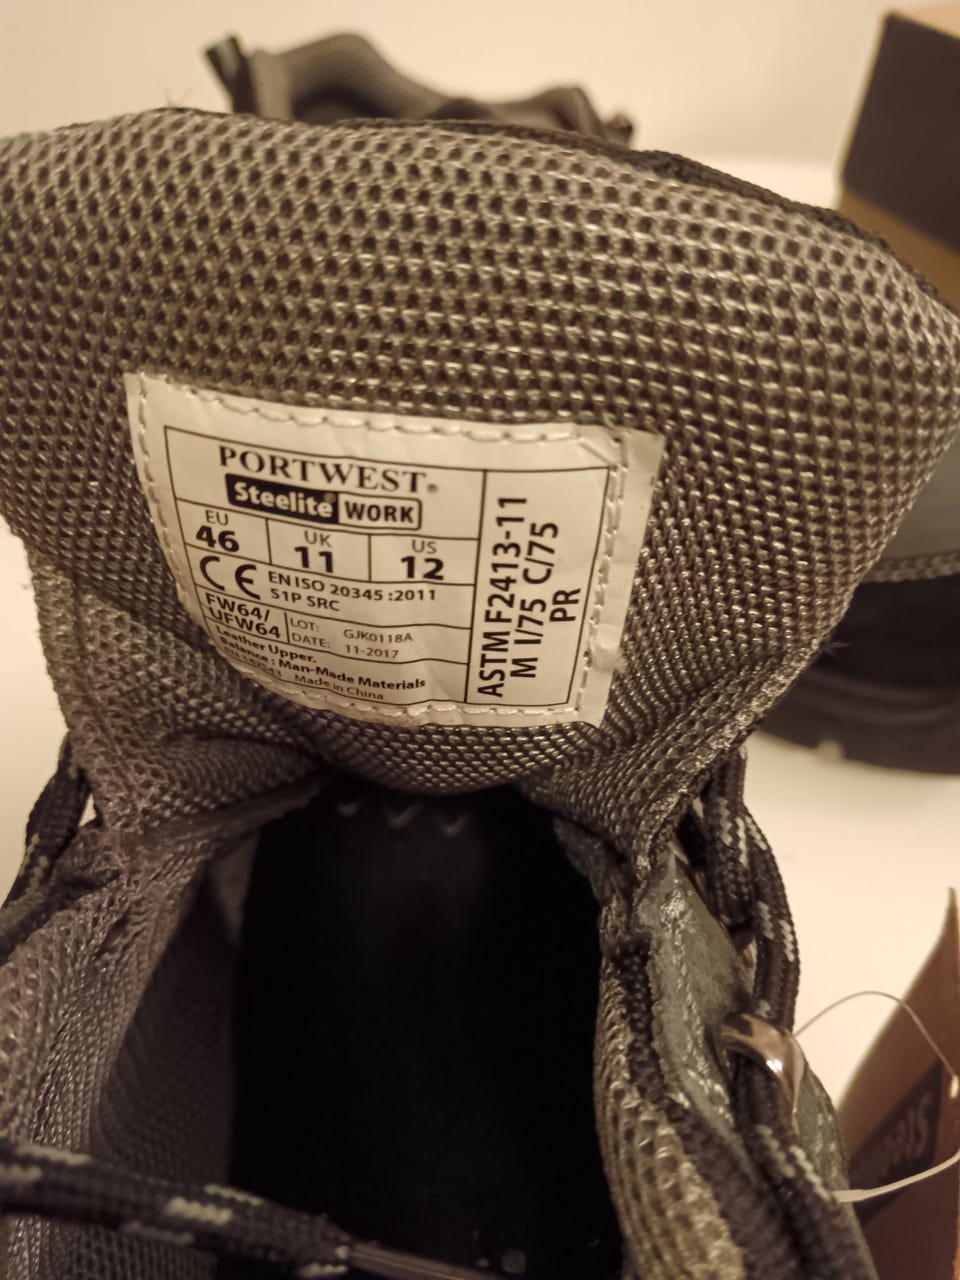 PORTWEST®
Steelite® WORK
EU UK US
46 11 12
CE EN ISO 20345 :2011
S1P SRC
FW64/
UFW64
LOT: GJK0118A
DATE: 11-2017
Leather Upper.
Balance : Man-Made Materials
Made in China
ASTM F2413-11
M I/75 C/75
PR